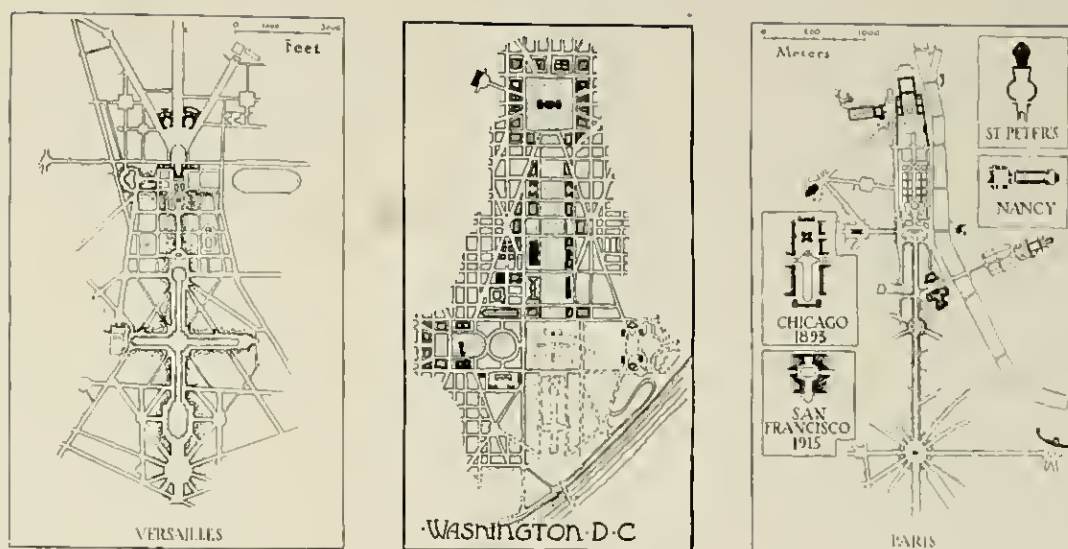 Feet
VERSAILLES
·WASHINGTON·D·C
Meters
ST PETER'S
NANCY
CHICAGO
1893
SAN
FRANCISCO
1915
PARIS